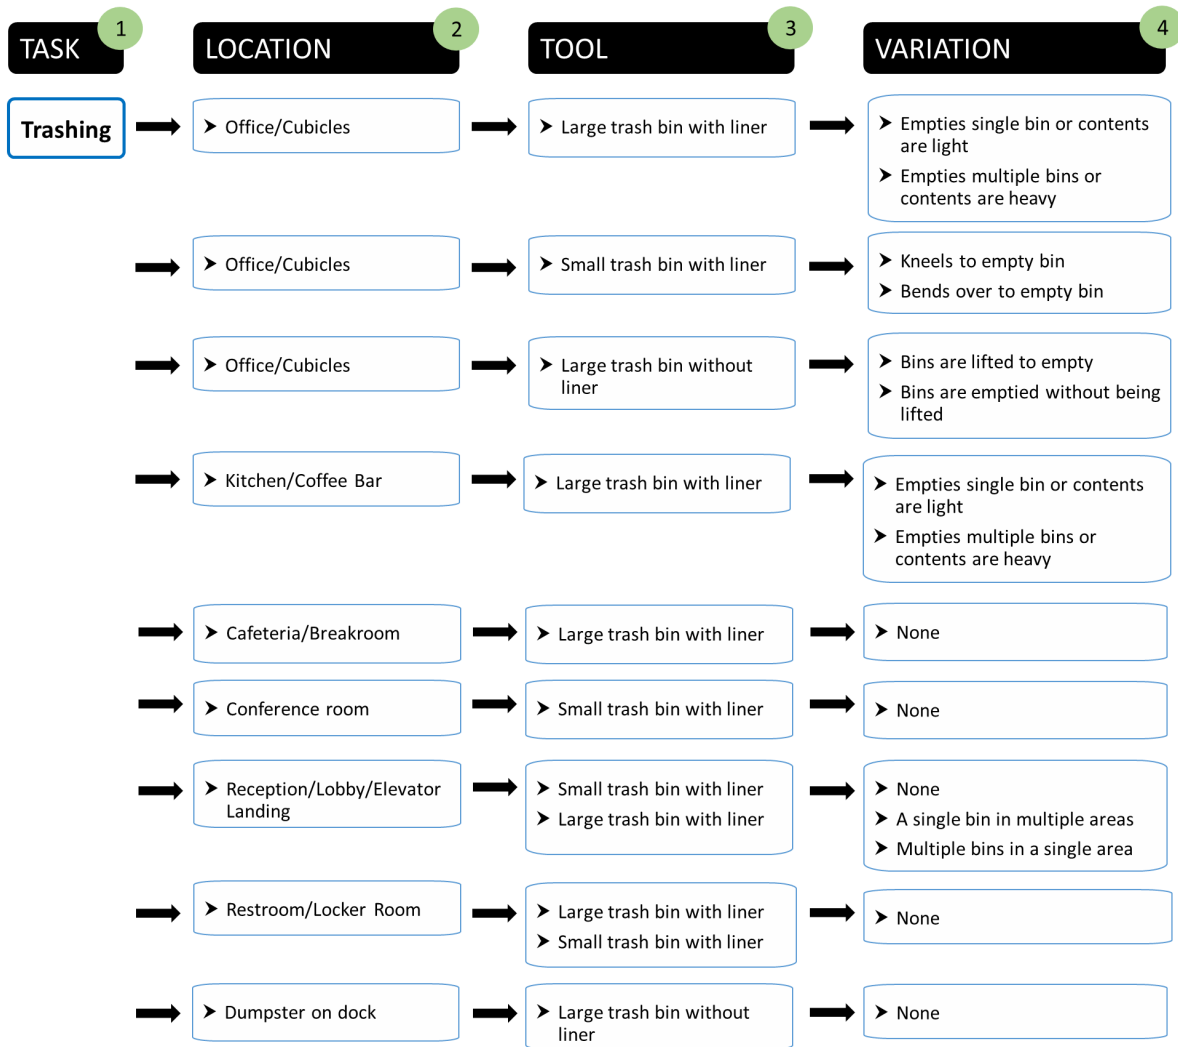 TASK 1 LOCATION 2 TOOL 3 VARIATION 4
Trashing
Office/Cubicles
Large trash bin with liner
Empties single bin or contents
are light
Empties multiple bins or
contents are heavy
Office/Cubicles
Small trash bin with liner
Kneels to empty bin
Bends over to empty bin
Office/Cubicles
Large trash bin without
liner
Bins are lifted to empty
Bins are emptied without being
lifted
Kitchen/Coffee Bar
Large trash bin with liner
Empties single bin or contents
are light
Empties multiple bins or
contents are heavy
Cafeteria/Breakroom
Large trash bin with liner
None
Conference room
Small trash bin with liner
None
Reception/Lobby/Elevator
Landing
Small trash bin with liner
Large trash bin with liner
None
A single bin in multiple areas
Multiple bins in a single area
Restroom/Locker Room
Large trash bin with liner
Small trash bin with liner
None
Dumpster on dock
Large trash bin without
liner
None